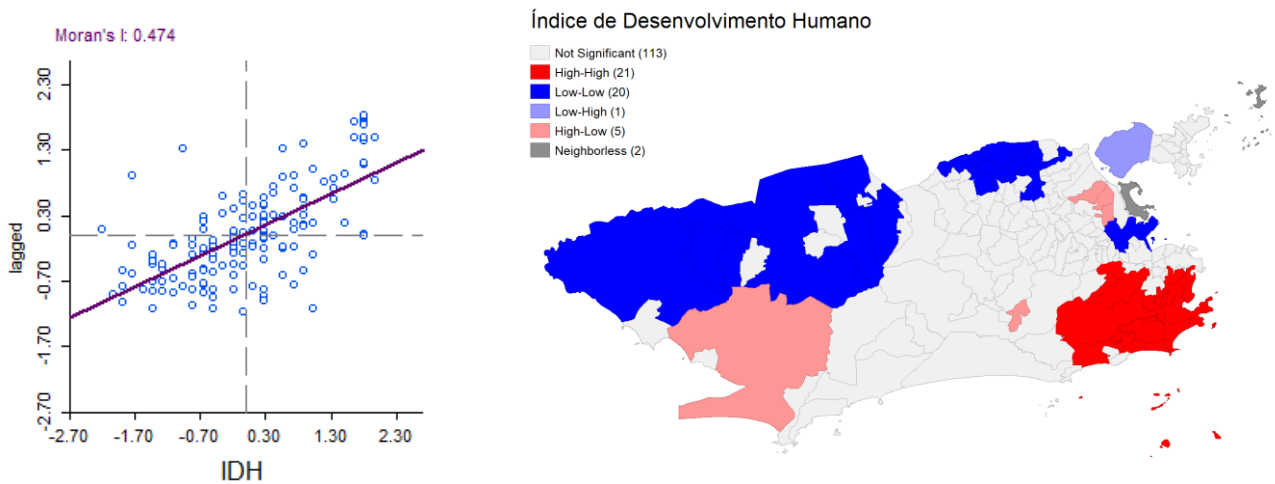 Moran's I: 0.474
2.30
1.30
0.30
-0.70
-1.70
-2.70
lagged
-2.70 -1.70 -0.70 0.30 1.30 2.30
IDH
Índice de Desenvolvimento Humano
Not Significant (113)
High-High (21)
Low-Low (20)
Low-High (1)
High-Low (5)
Neighborless (2)